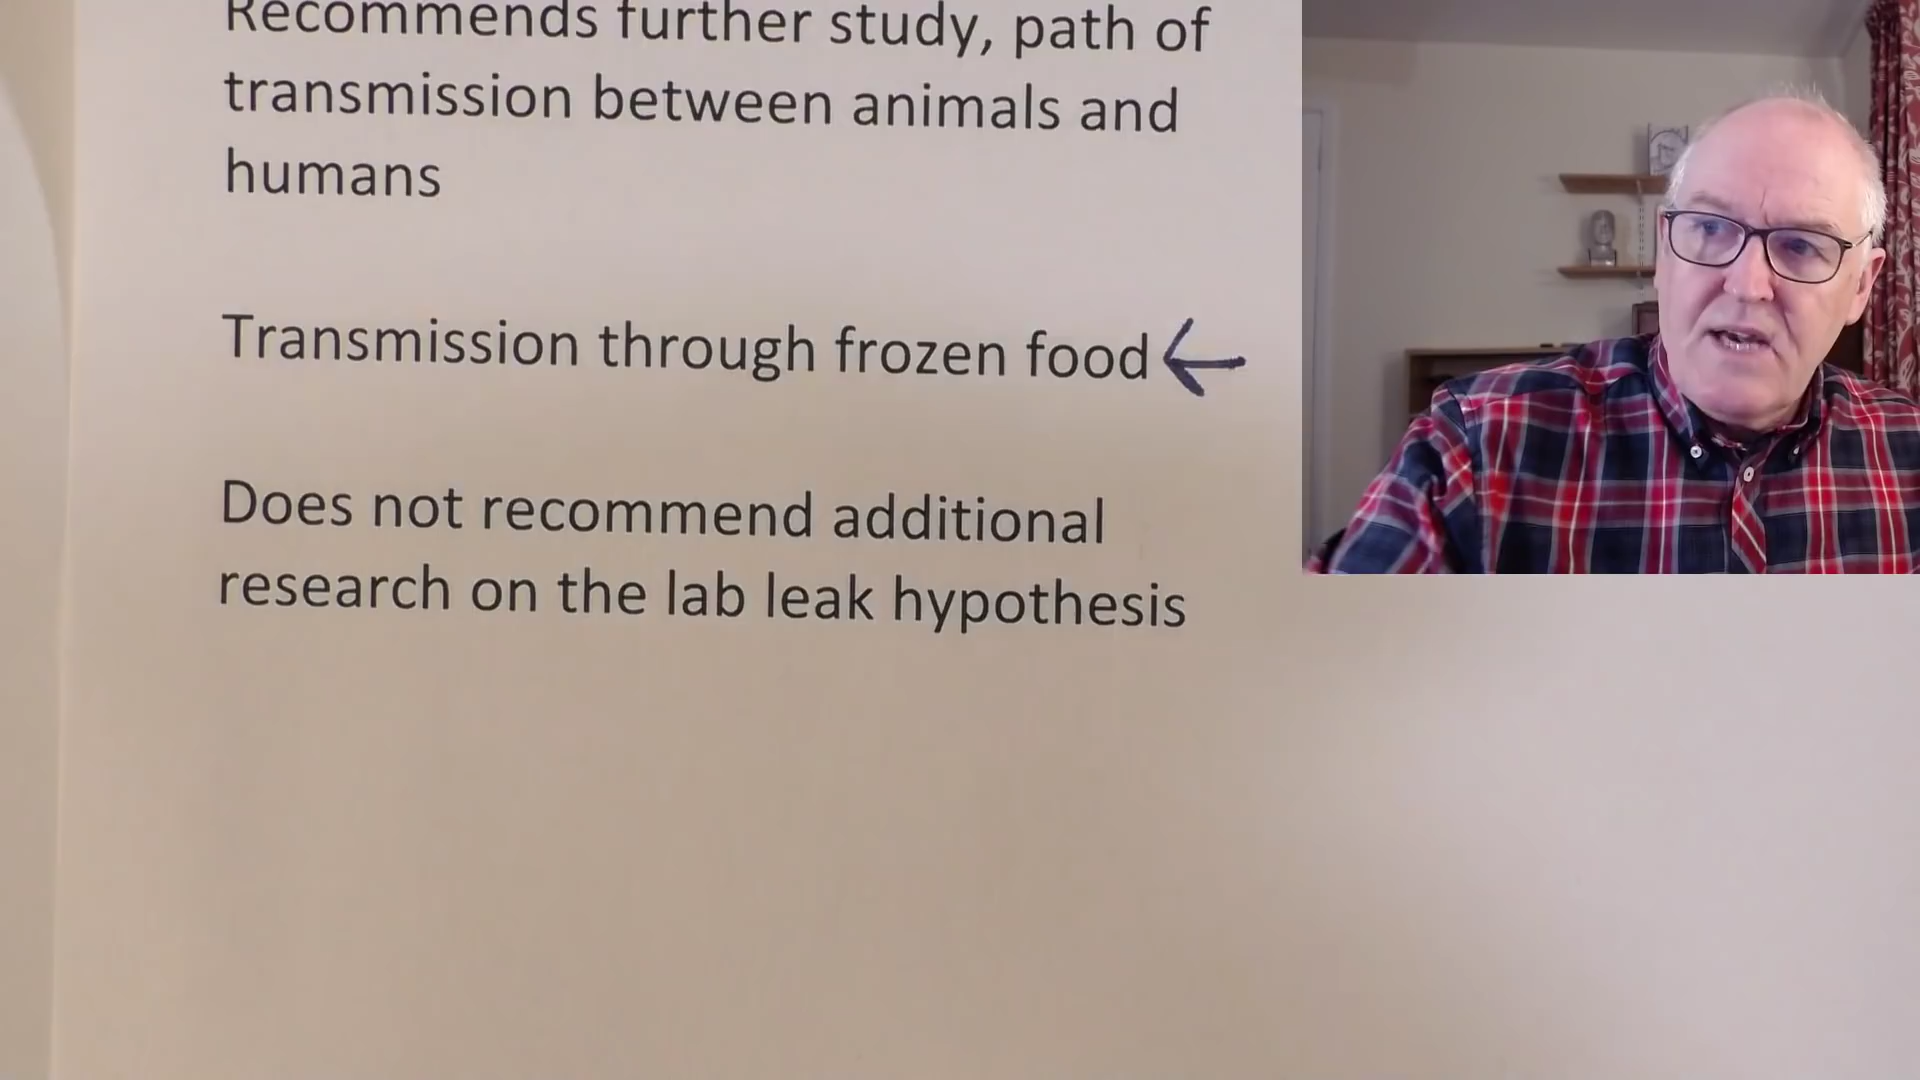 Recommends further study, path of
transmission between animals and
humans
Transmission through frozen food
Does not recommend additional
research on the lab leak hypothesis